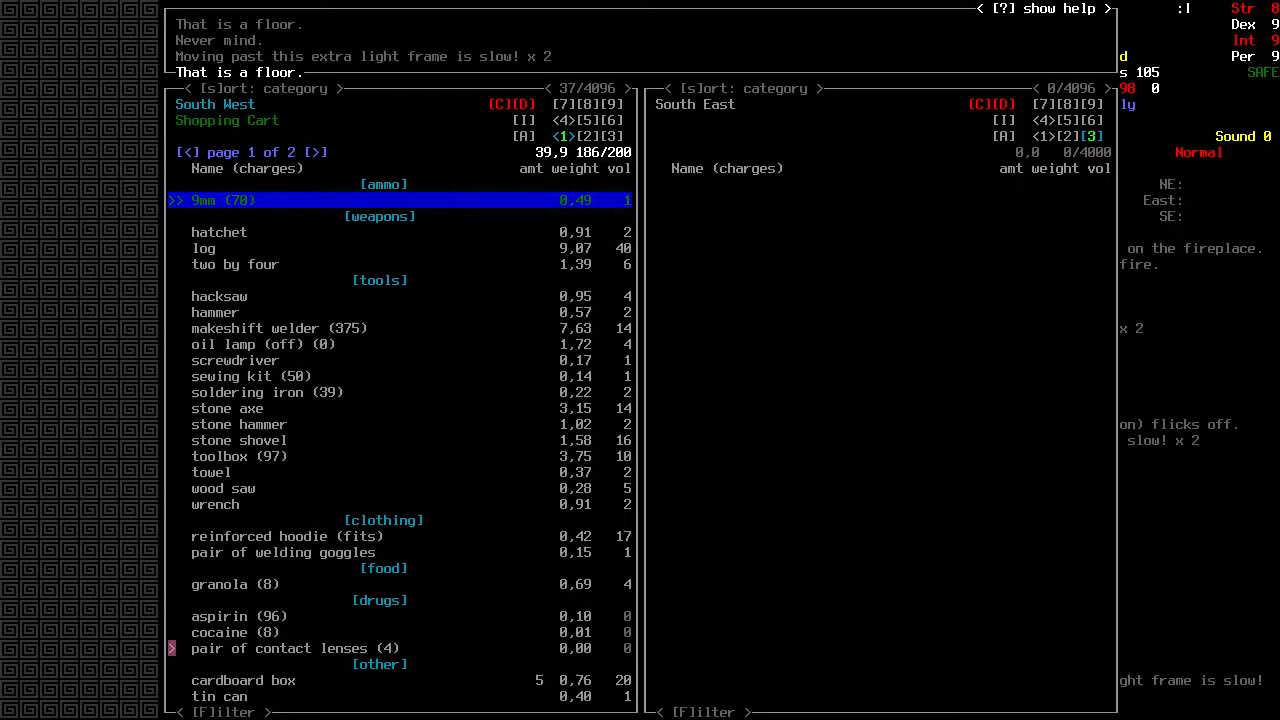 < [?] show help >
:| Str 8
That is a floor. Dex 9
Never mind. Int 9
Moving past this extra light frame is slow! x 2 d Per 9
That is a floor. s 105 SAFE
< [s]ort: category > < 37/4096 > < [s]ort: category > < 0/4096 > 98 0
South West [C][D] [7][8][9] South East [C][D] [7][8][9] ly
Shopping Cart [I] <4>[5][6] [I] <4>[5][6]
[A] <1>[2][3] [A] <1>[2][3] Sound 0
[<] page 1 of 2 [>] 39,9 186/200 0,0 0/4000 Normal
Name (charges) amt weight vol Name (charges) amt weight vol
[ammo] NE:
>> 9mm (70) 0,49 1 East:
[weapons] SE:
hatchet 0,91 2
log 9,07 40 on the fireplace.
two by four 1,39 6 fire.
[tools]
hacksaw 0,95 4
hammer 0,57 2
makeshift welder (375) 7,63 14 x 2
oil lamp (off) (0) 1,72 4
screwdriver 0,17 1
sewing kit (50) 0,14 1
soldering iron (39) 0,22 2
stone axe 3,15 14
stone hammer 1,02 2 on) flicks off.
stone shovel 1,58 16 slow! x 2
toolbox (97) 3,75 10
towel 0,37 2
wood saw 0,28 5
wrench 0,91 2
[clothing]
reinforced hoodie (fits) 0,42 17
pair of welding goggles 0,15 1
[food]
granola (8) 0,69 4
[drugs]
aspirin (96) 0,10 0
cocaine (8) 0,01 0
> pair of contact lenses (4) 0,00 0
[other]
cardboard box 5 0,76 20 ght frame is slow!
tin can 0,40 1
< [F]ilter > < [F]ilter >